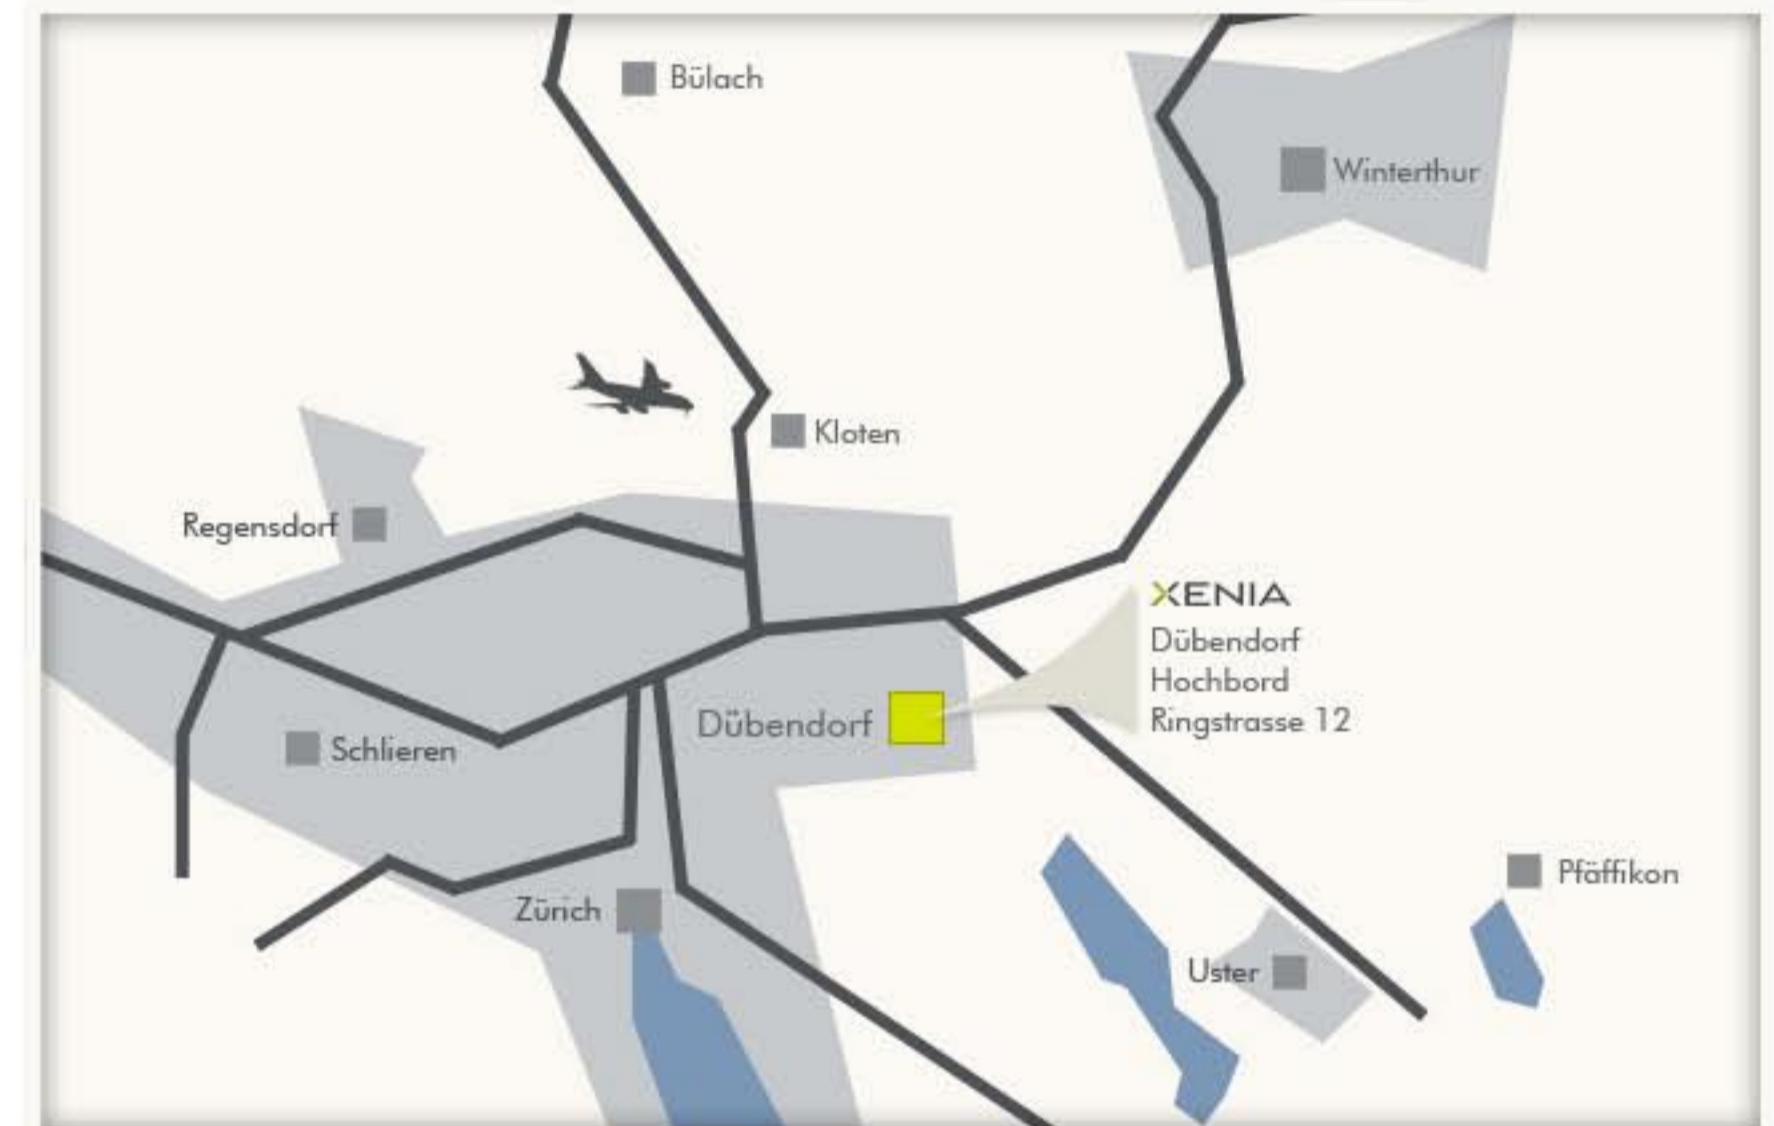 Bülach
Winterthur
Kloten
Regensdorf
XENIA
Dübendorf
Hochbord
Ringstrasse 12
Dübendorf
Schlieren
Pfäffikon
Zürich
Uster